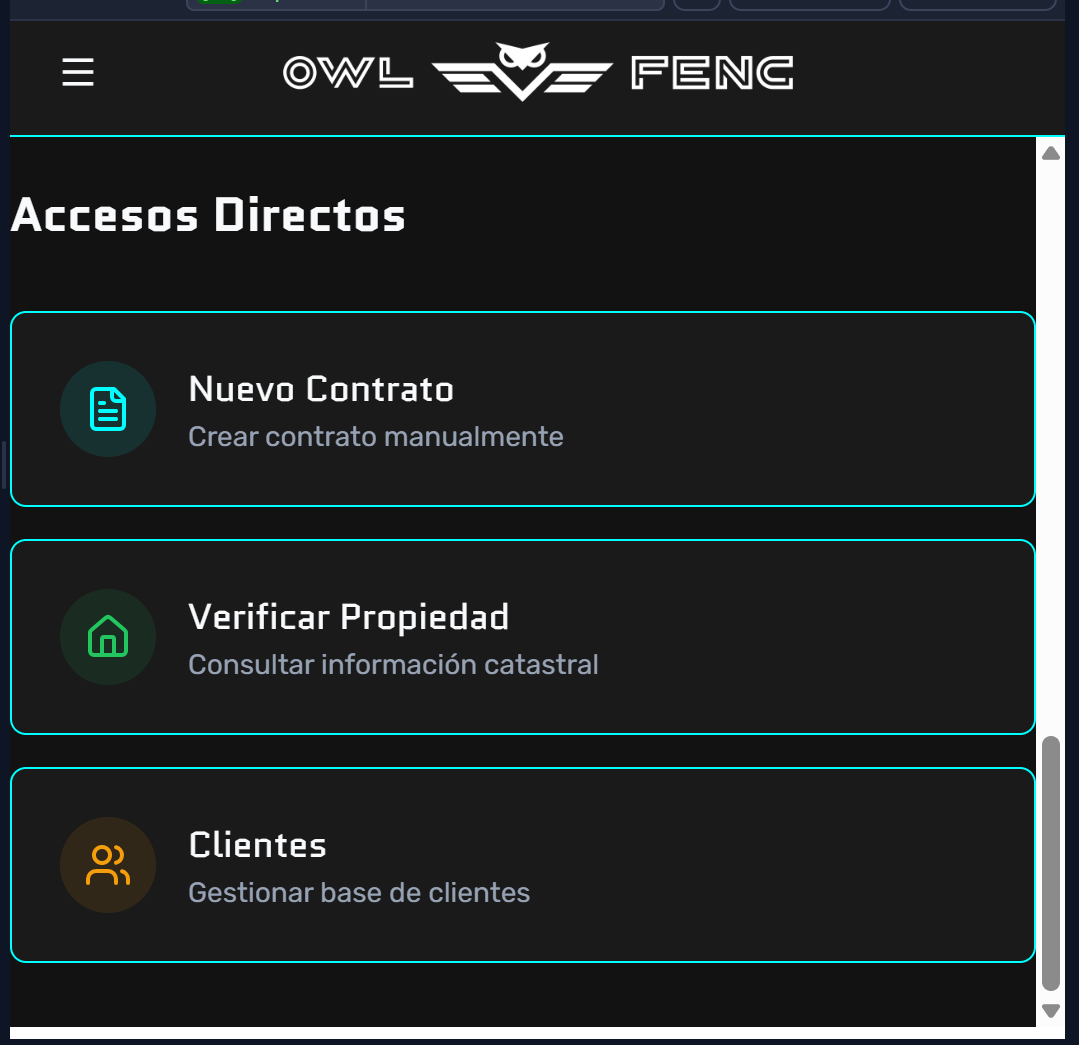 OWL FENC
Accesos Directos
Nuevo Contrato
Crear contrato manualmente
Verificar Propiedad
Consultar información catastral
Clientes
Gestionar base de clientes